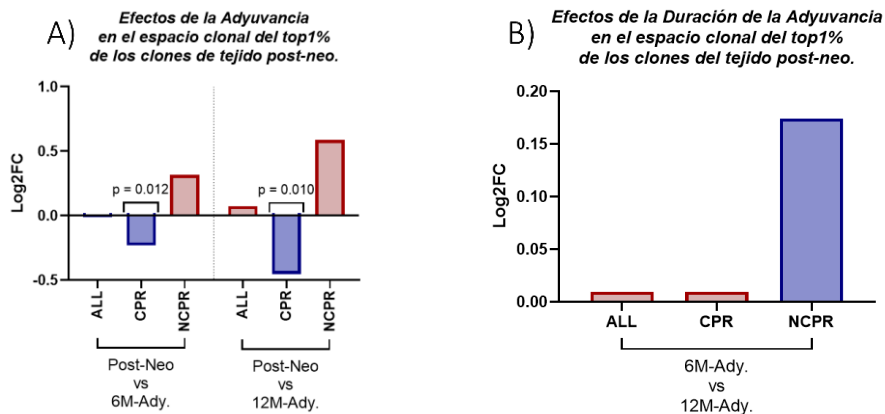 A)
Efectos de la Adyuvancia
en el espacio clonal del top1%
de los clones de tejido post-neo.
Log2FC
1.0
0.5
0.0
-0.5
p = 0.012
p = 0.010
ALL
CPR
NCPR
ALL
CPR
NCPR
Post-Neo
vs
6M-Ady.
Post-Neo
vs
12M-Ady.
B)
Efectos de la Duración de la Adyuvancia
en el espacio clonal del top1%
de los clones del tejido post-neo.
Log2FC
0.20
0.15
0.10
0.05
0.00
ALL
CPR
NCPR
6M-Ady.
vs
12M-Ady.